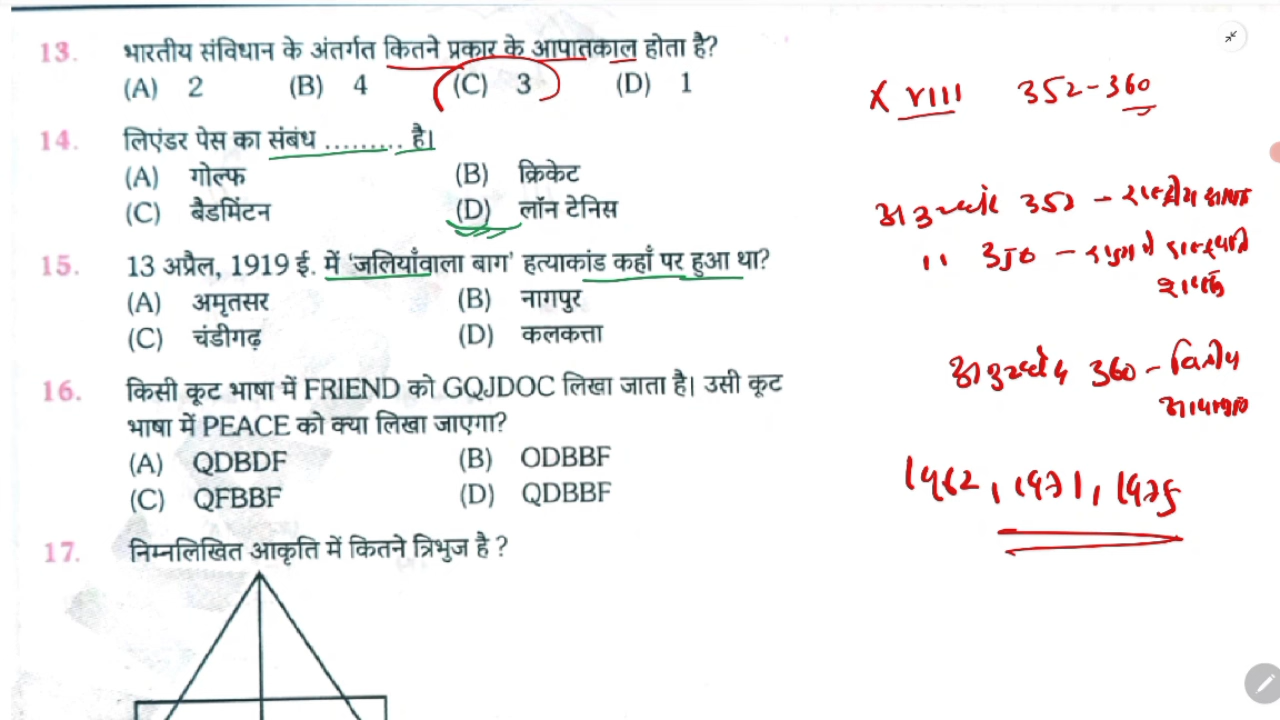 13. भारतीय संविधान के अंतर्गत कितने प्रकार के आपातकाल होता है?
(A) 2 (B) 4 (C) 3 (D) 1
14. लिएंडर पेस का संबंध ......... है।
(A) गोल्फ (B) क्रिकेट
(C) बैडमिंटन (D) लॉन टेनिस
15. 13 अप्रैल, 1919 ई. में ‘जलियाँवाला बाग’ हत्याकांड कहाँ पर हुआ था?
(A) अमृतसर (B) नागपुर
(C) चंडीगढ़ (D) कलकत्ता
16. किसी कूट भाषा में FRIEND को GQJDOC लिखा जाता है। उसी कूट
भाषा में PEACE को क्या लिखा जाएगा?
(A) QDBDF (B) ODBBF
(C) QFBBF (D) QDBBF
17. निम्नलिखित आकृति में कितने त्रिभुज है ?
XVIII 352-360
352 -
11 -
360 -
1962, 1971, 1975